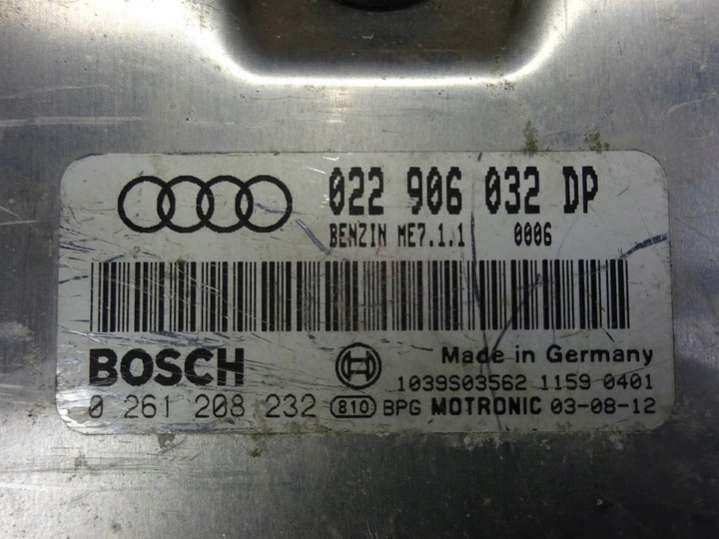 022 906 032 DP
BENZIN ME7.1.1 0006
BOSCH Made in Germany
1039S03562 1159 0401
0 261 208 232 810 BPG MOTRONIC 03-08-12